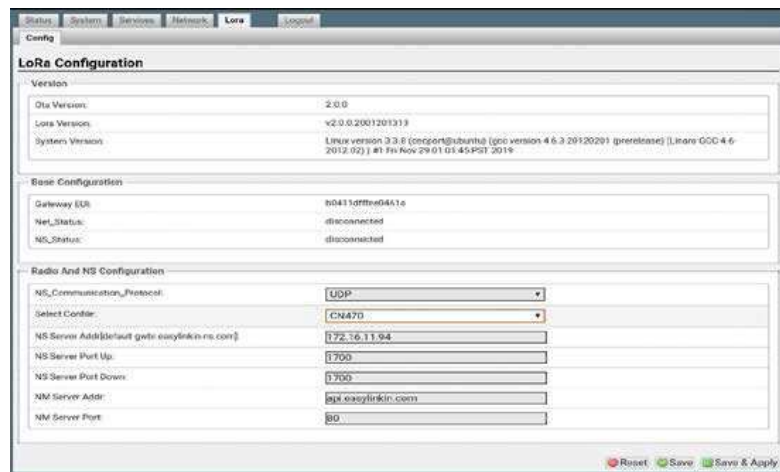 Status System Services Network Lora Logout
Config
LoRa Configuration
Version
Ota Version: 2.0.0
Lora Version: v2.0.0.2001201313
System Version: Linux version 3.3.8 (cecport@ubuntu) (gcc version 4.6.3 20120201 (prerelease) (Linaro GCC 4.6-
2012.02) ) #1 Fri Nov 29 01:01:45 PST 2019
Base Configuration
Gateway EUI:
Net_Status: disconnected
NS_Status: disconnected
Radio And NS Configuration
NS_Communication_Protocol: UDP
Select Confile: CN470
NS Server Addr[default gwtv.easylinkin-ns.com]: 172.16.11.94
NS Server Port Up: 1700
NS Server Port Down: 1700
NM Server Addr: api.easylinkin.com
NM Server Port: 80
Reset Save Save & Apply